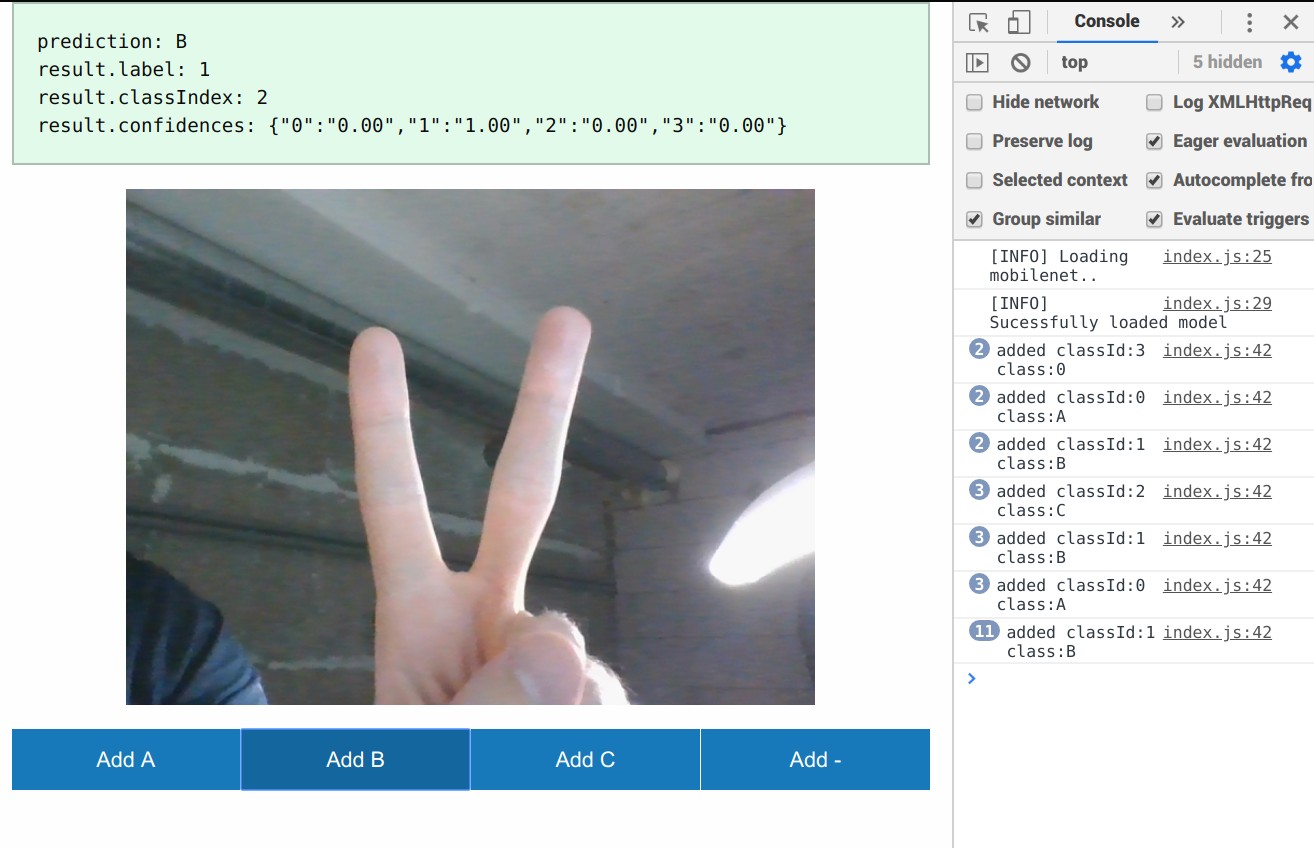 prediction: B
result.label: 1
result.classIndex: 2
result.confidences: {"0":"0.00","1":"1.00","2":"0.00","3":"0.00"}
Add A
Add B
Add C
Add -
Console
top
5 hidden
Hide network
Log XMLHttpReq
Preserve log
Eager evaluation
Selected context
Autocomplete fro
Group similar
Evaluate triggers
[INFO] Loading index.js:25
mobilenet..
[INFO] index.js:29
Sucessfully loaded model
2 added classId:3 index.js:42
class:0
2 added classId:0 index.js:42
class:A
2 added classId:1 index.js:42
class:B
3 added classId:2 index.js:42
class:C
3 added classId:1 index.js:42
class:B
3 added classId:0 index.js:42
class:A
11 added classId:1 index.js:42
class:B